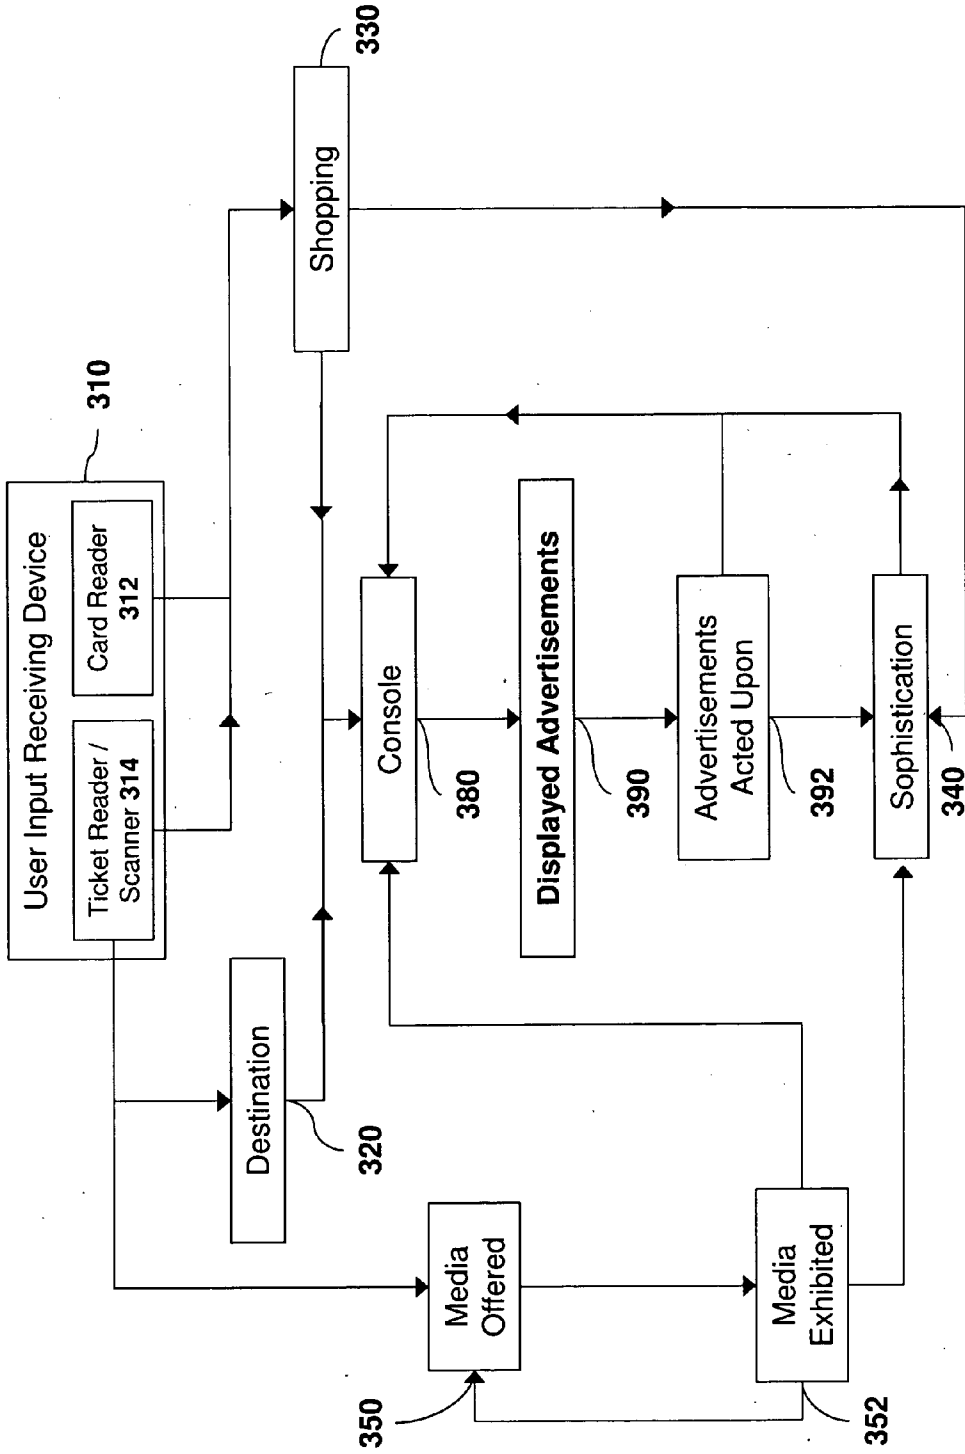 User Input Receiving Device
310
Ticket Reader /
Scanner 314
Card Reader
312
Destination
320
Shopping
330
Media
Offered
350
Console
380
Displayed Advertisements
390
Advertisements
Acted Upon
392
Media
Exhibited
352
Sophistication
340